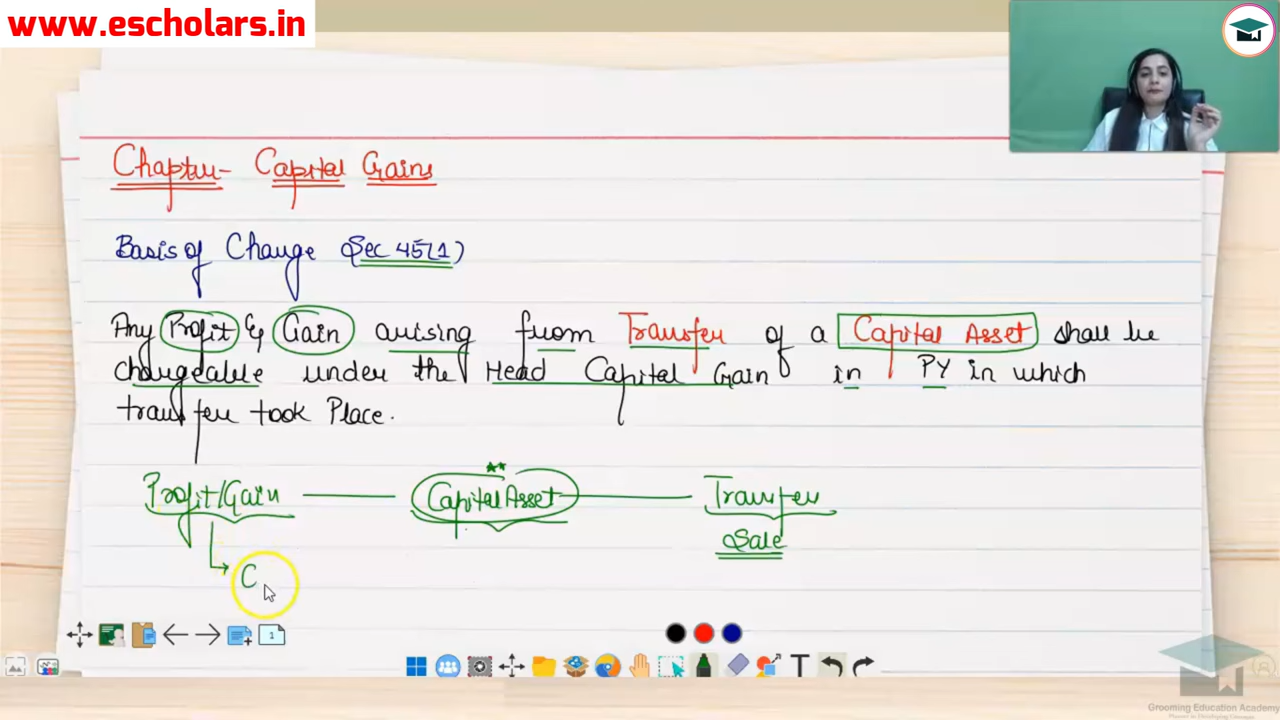 www.escholars.in
Chapter- Capital Gains
Basis of Change (Sec 45(1)
Any Profit & Gain arising from Transfer of a Capital Asset shall be
chargeable under the Head Capital Gain in PY in which
transfer took Place.
Profit/Gain Capital Asset Transfer
Sale
C
1
T
Grooming Education Academy